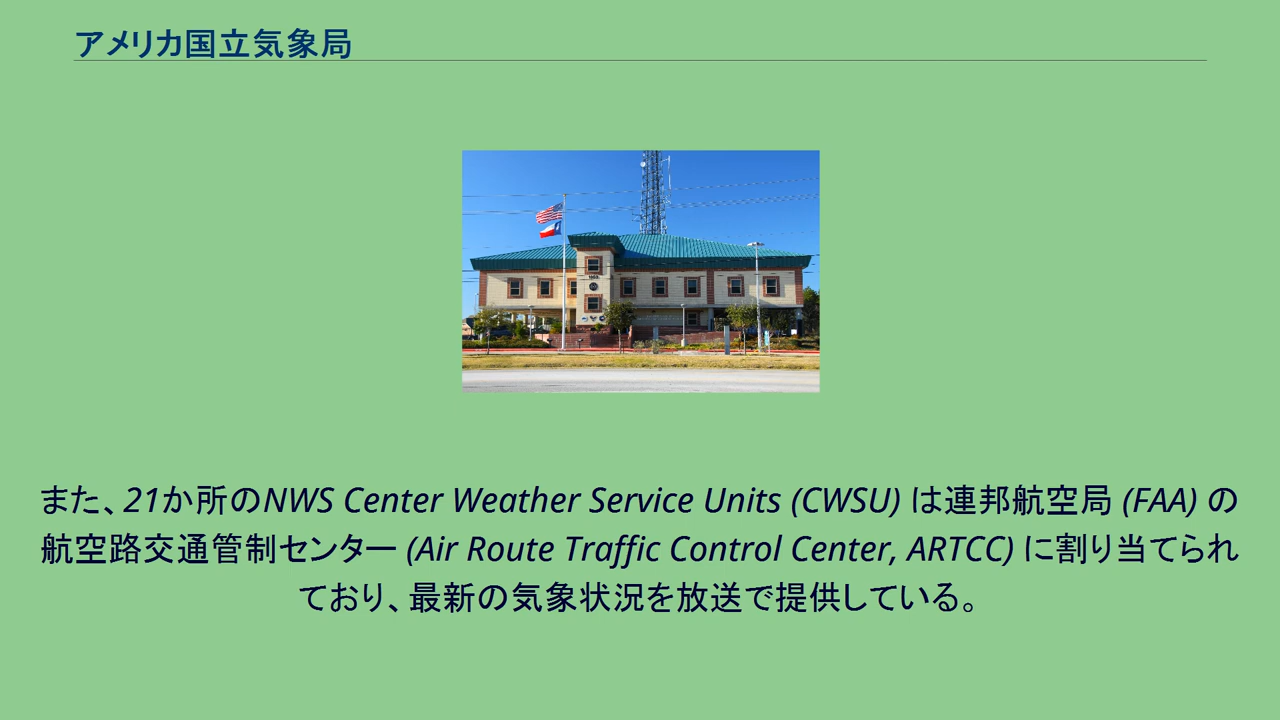 アメリカ国立気象局
また、21か所のNWS Center Weather Service Units (CWSU) は連邦航空局 (FAA) の
航空路交通管制センター (Air Route Traffic Control Center, ARTCC) に割り当てられ
ており、最新の気象状況を放送で提供している。